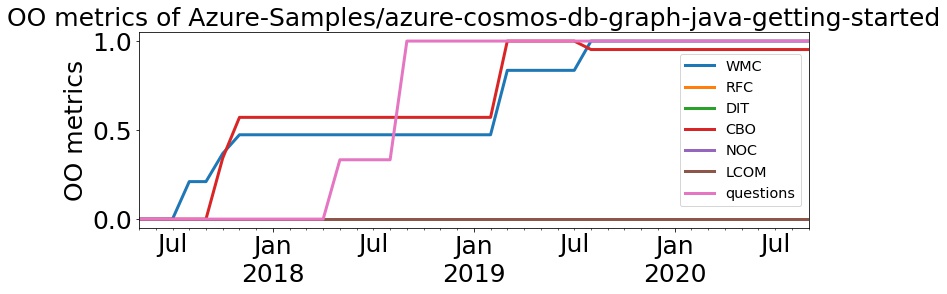 OO metrics of Azure-Samples/azure-cosmos-db-graph-java-getting-started
OO metrics
1.0
0.5
0.0
WMC
RFC
DIT
CBO
NOC
LCOM
questions
Jul Jan Jul Jan Jul Jan Jul
2018 2019 2020